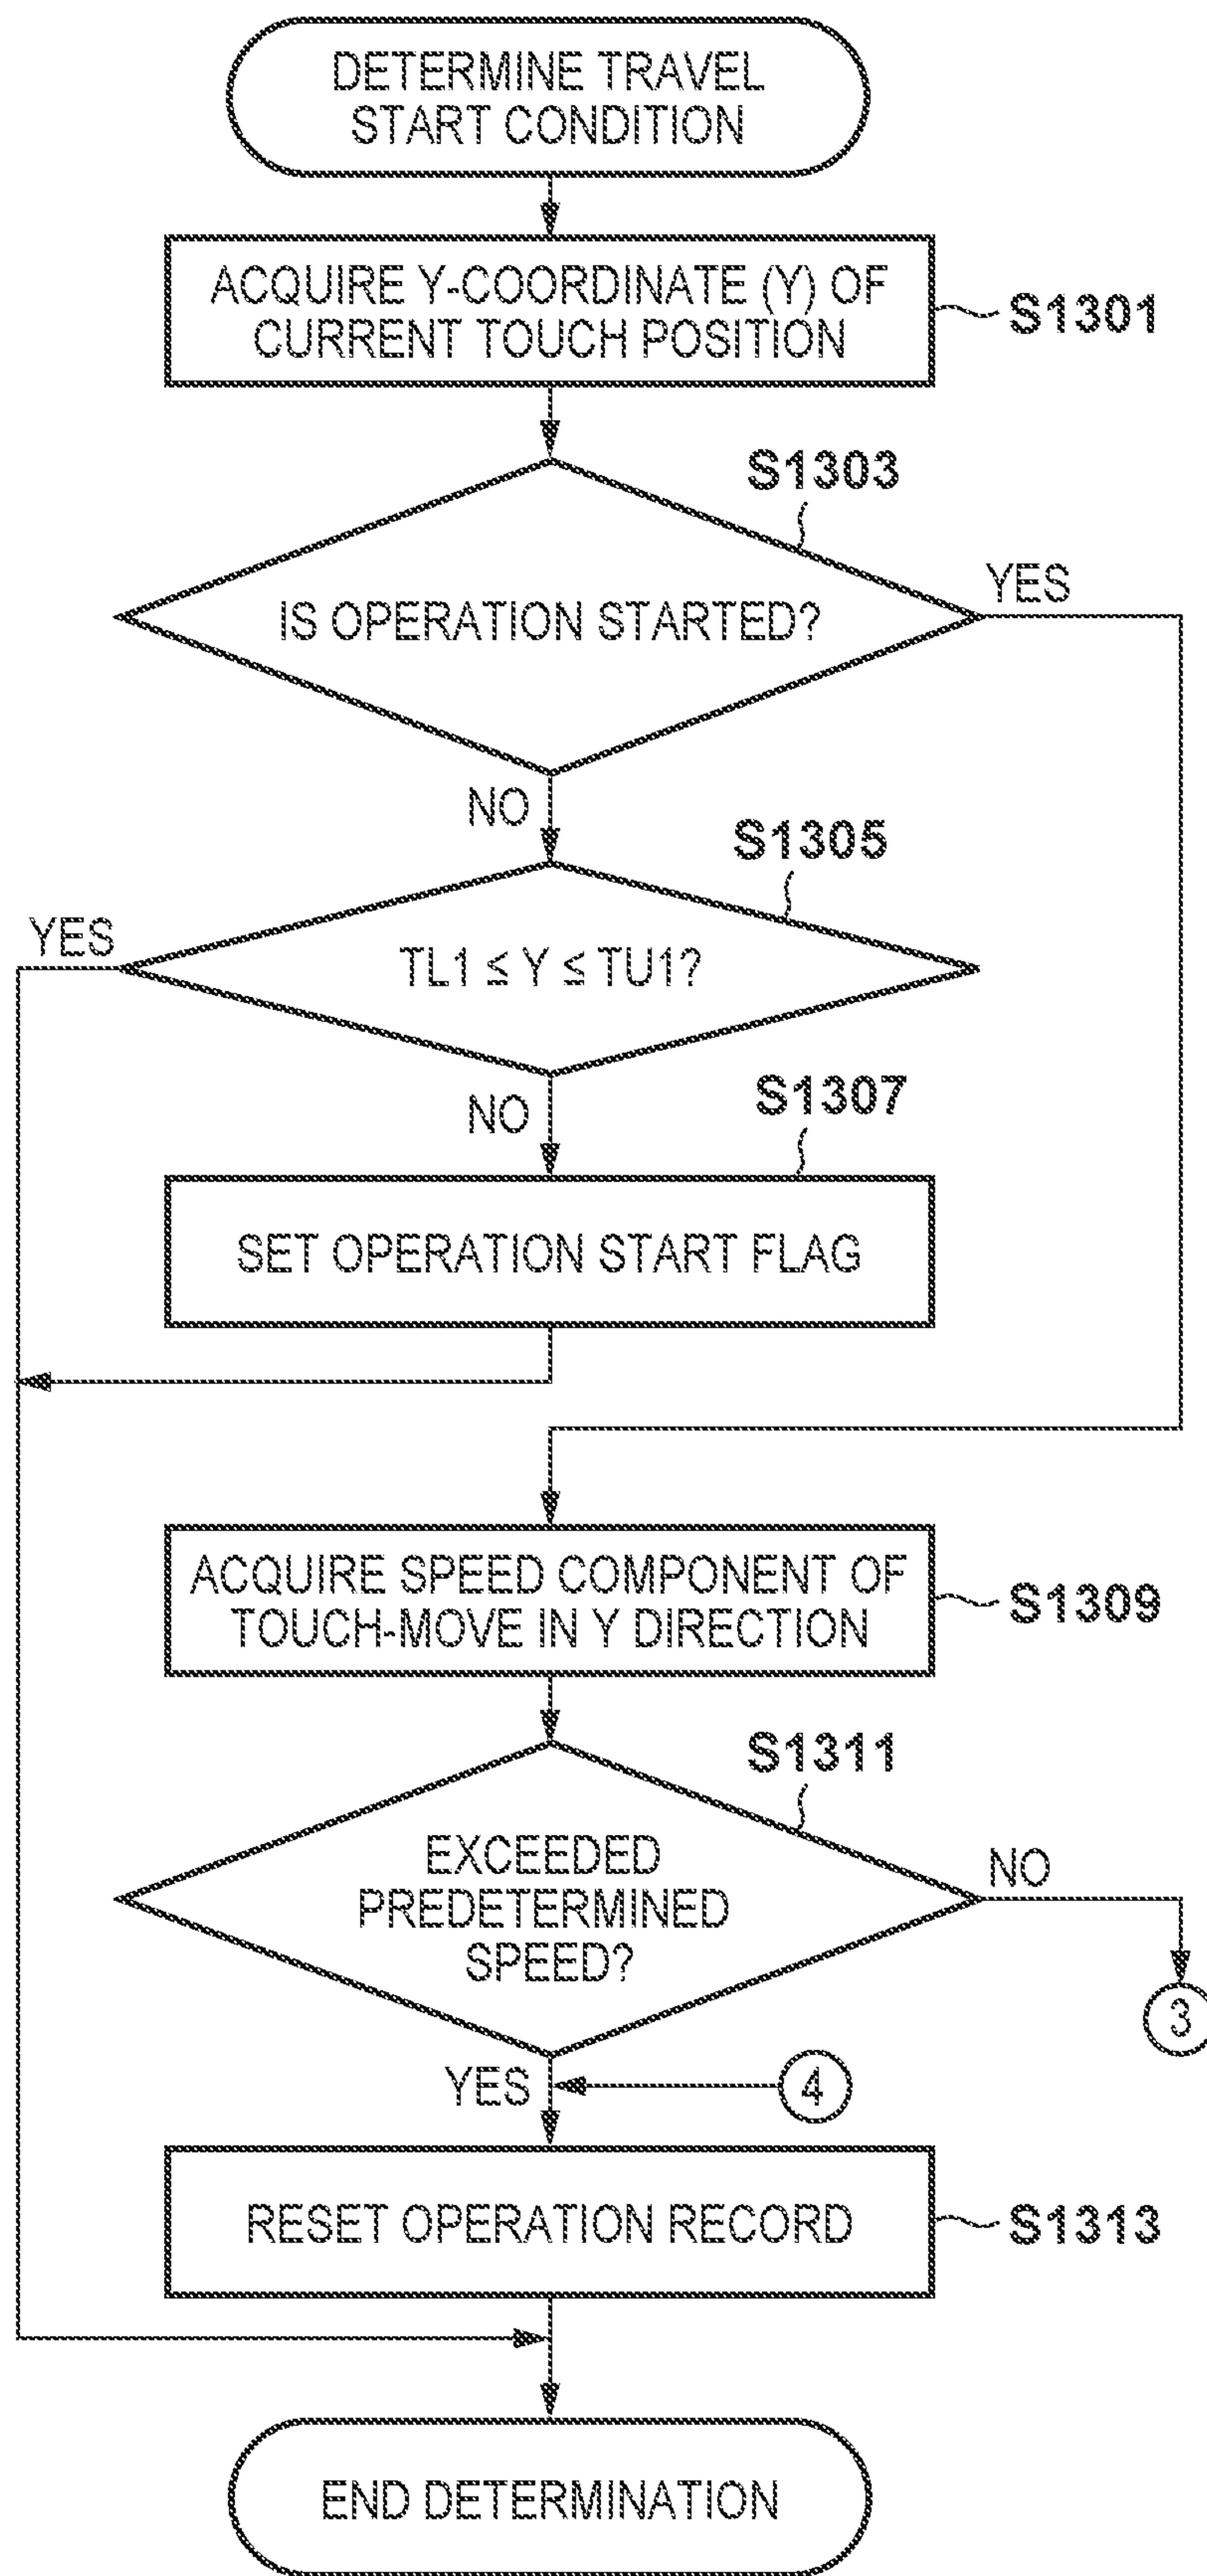 DETERMINE TRAVEL
START CONDITION
ACQUIRE Y-COORDINATE (Y) OF
CURRENT TOUCH POSITION
S1301
S1303
IS OPERATION STARTED?
YES
NO
S1305
YES
TL1 ≤ Y ≤ TU1?
NO
S1307
SET OPERATION START FLAG
ACQUIRE SPEED COMPONENT OF
TOUCH-MOVE IN Y DIRECTION
S1309
S1311
EXCEEDED
PREDETERMINED
SPEED?
NO
3
YES
4
RESET OPERATION RECORD
S1313
END DETERMINATION